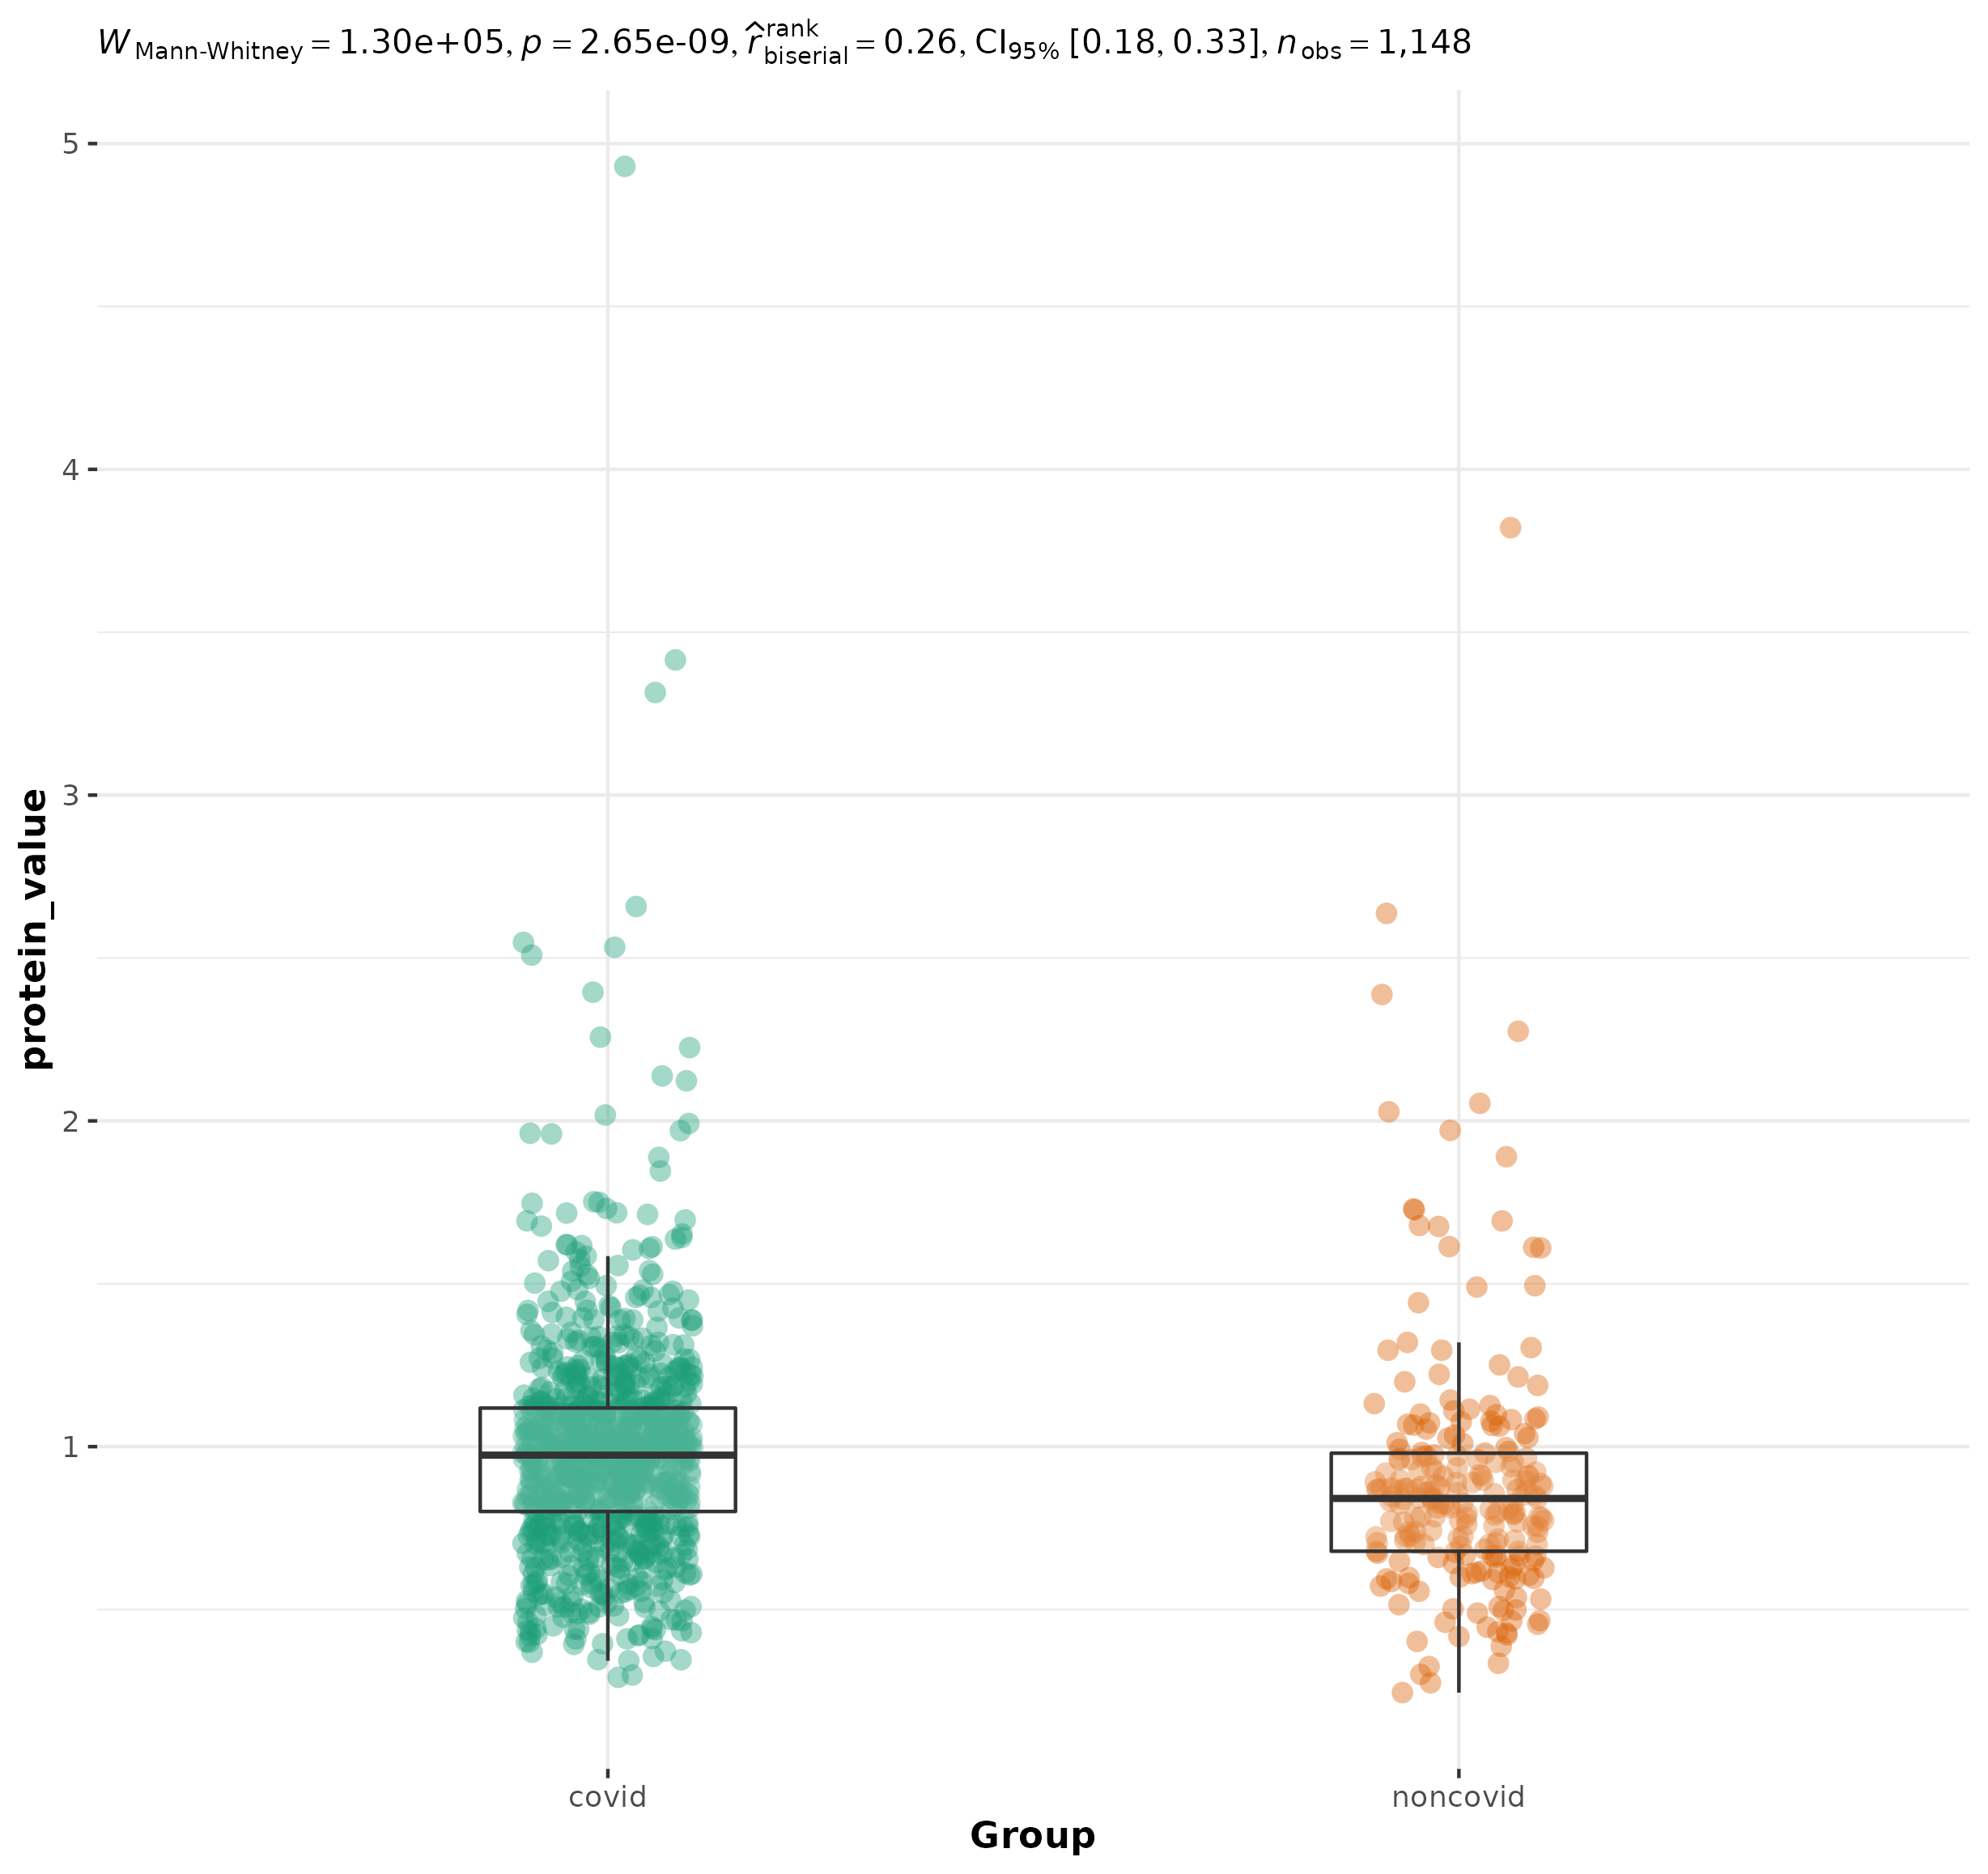 W Mann-Whitney = 1.30e+05, p = 2.65e-09, r̂ rank biserial = 0.26, CI95% [0.18, 0.33], nobs = 1,148
5
4
3
2
1
protein_value
covid noncovid
Group